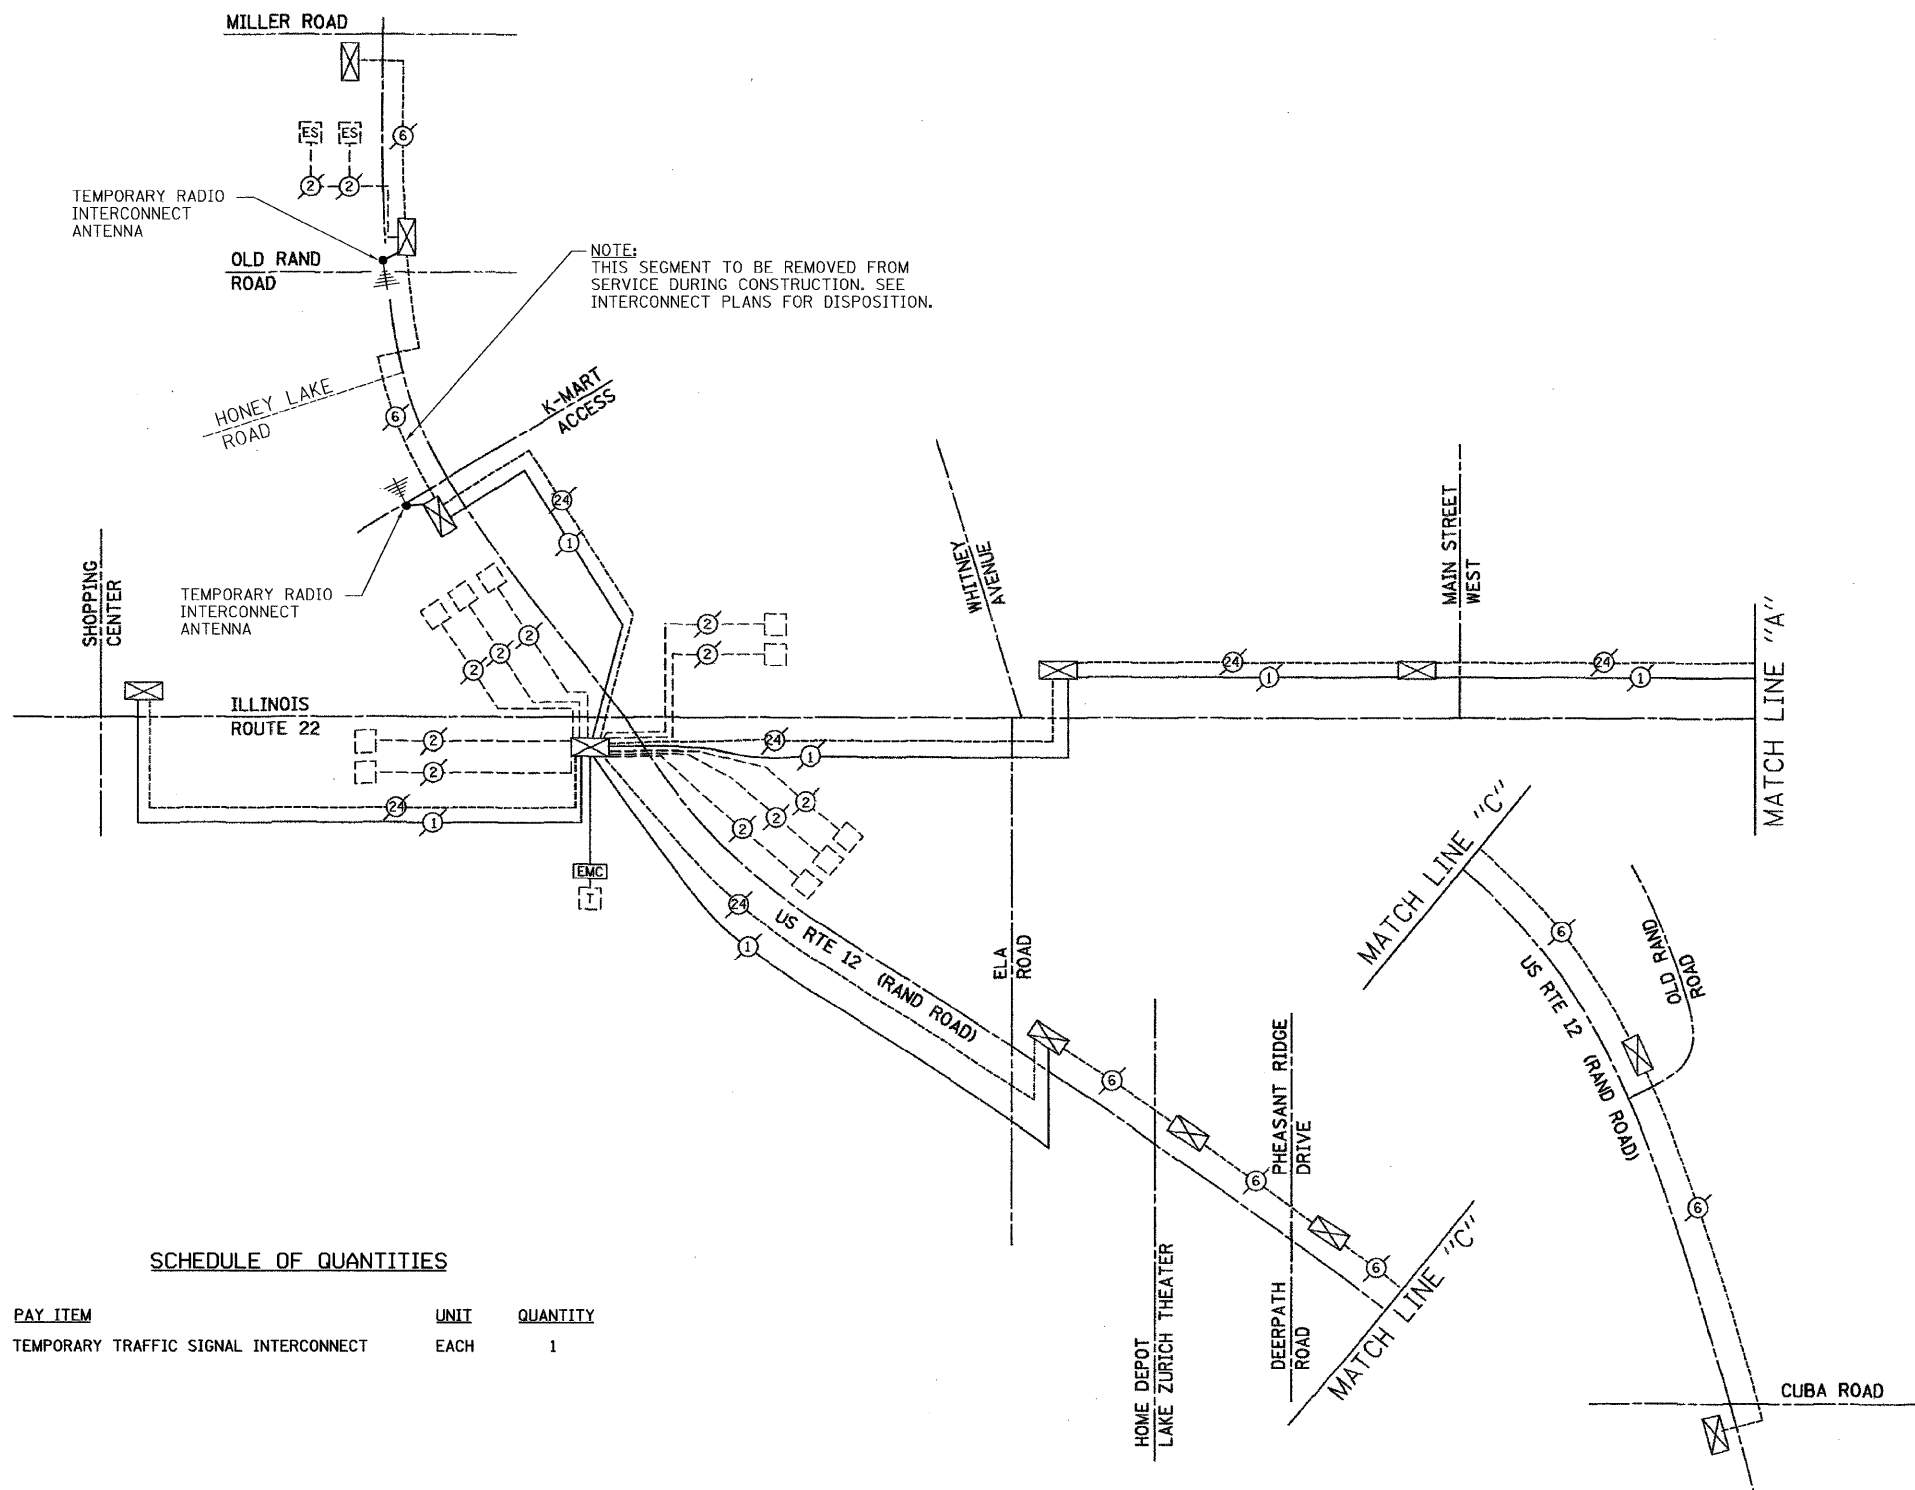 MILLER ROAD
ES
ES
6
2
2
TEMPORARY RADIO
INTERCONNECT
ANTENNA
OLD RAND
ROAD
NOTE:
THIS SEGMENT TO BE REMOVED FROM
SERVICE DURING CONSTRUCTION. SEE
INTERCONNECT PLANS FOR DISPOSITION.
HONEY LAKE
ROAD
6
K-MART
ACCESS
24
1
SHOPPING
CENTER
TEMPORARY RADIO
INTERCONNECT
ANTENNA
WHITNEY
AVENUE
MAIN STREET
WEST
MATCH LINE "A"
2
2
2
2
2
24
1
24
1
ILLINOIS
ROUTE 22
2
2
24
1
24
1
2
2
2
EMC
T
24
1
US RTE 12 (RAND ROAD)
ELA
ROAD
MATCH LINE "C"
6
US RTE 12 (RAND ROAD)
OLD RAND
ROAD
6
6
PHEASANT RIDGE
DRIVE
6
6
MATCH LINE "C"
HOME DEPOT
LAKE ZURICH THEATER
DEERPATH
ROAD
CUBA ROAD
SCHEDULE OF QUANTITIES
PAY ITEM UNIT QUANTITY
TEMPORARY TRAFFIC SIGNAL INTERCONNECT EACH 1